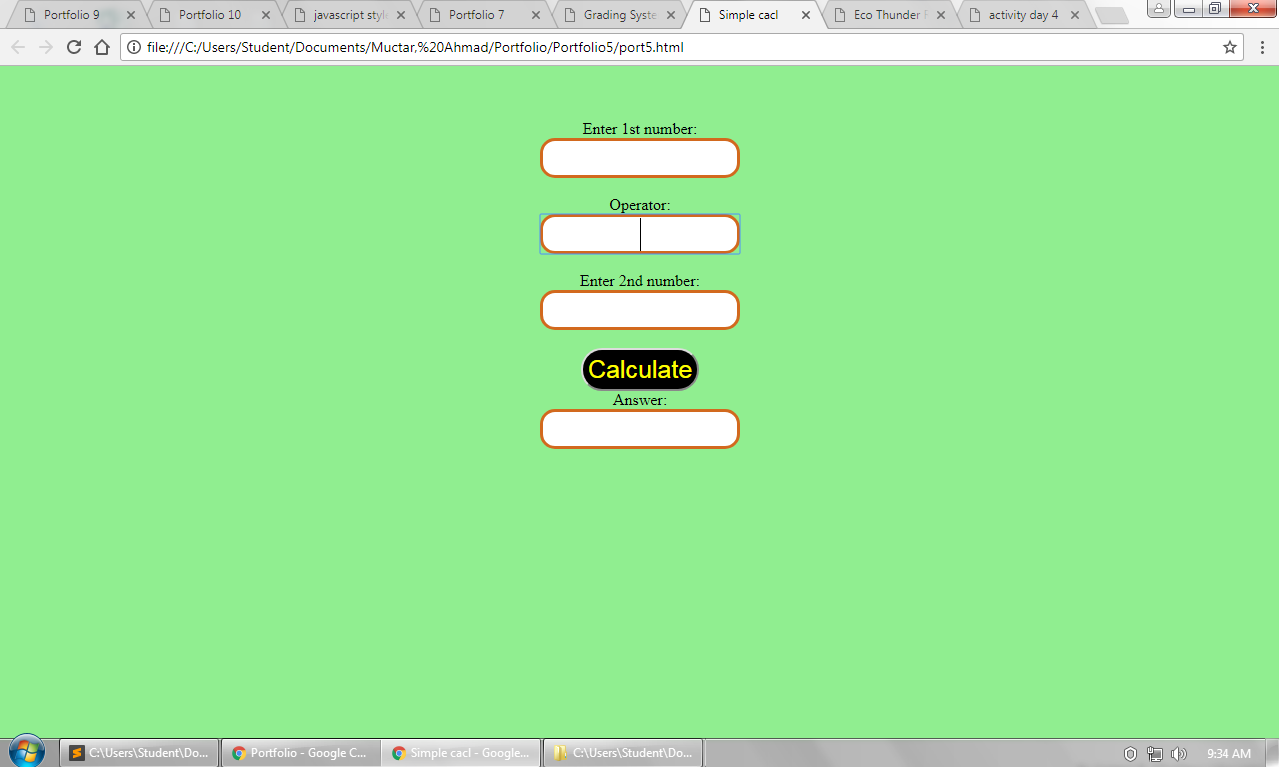 Portfolio 9
Portfolio 10
javascript styl
Portfolio 7
Grading Syste
Simple cacl
Eco Thunder
activity day 4
file:///C:/Users/Student/Documents/Muctar,%20Ahmad/Portfolio/Portfolio5/port5.html
Enter 1st number:
Operator:
Enter 2nd number:
Calculate
Answer:
C:\Users\Student\Do...
Portfolio - Google C...
Simple cacl - Google...
C:\Users\Student\Do...
9:34 AM